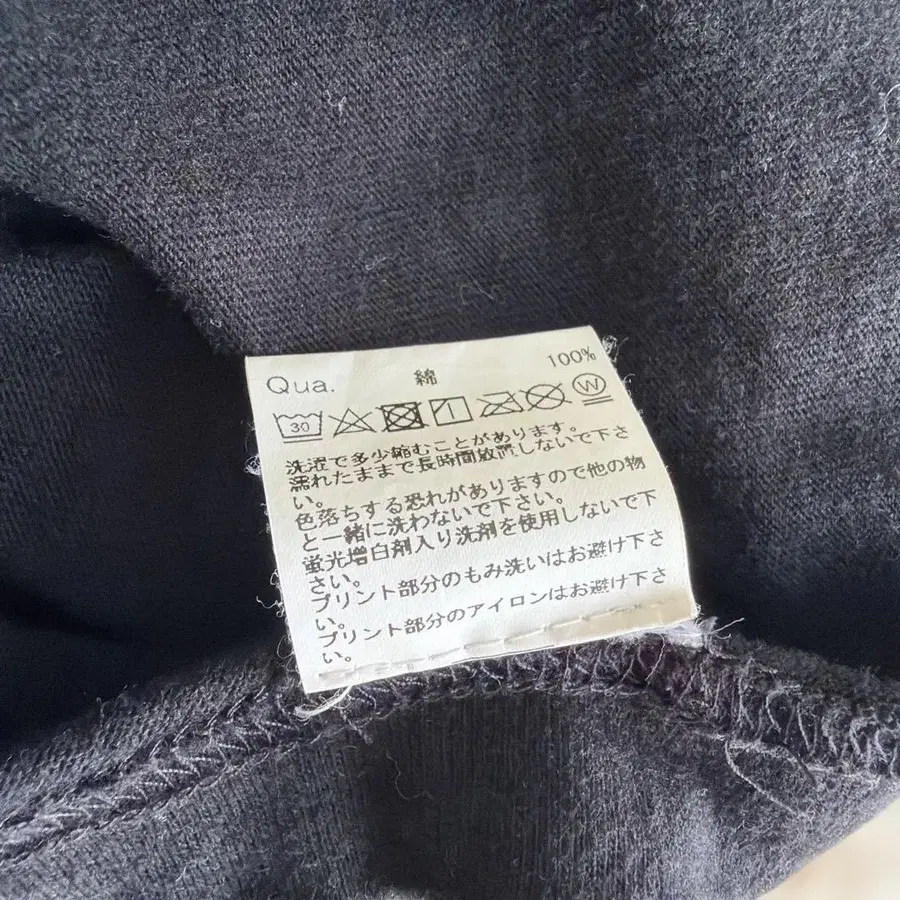 Qua. 綿 100%
30 W
洗濯で多少縮むことがあります。
濡れたままで長時間放置しないで下さ
い。
色落ちする恐れがありますので他の物
と一緒に洗わないで下さい。
蛍光増白剤入り洗剤を使用しないで下
さい。
プリント部分のもみ洗いはお避け下さ
い。
プリント部分のアイロンはお避け下さ
い。